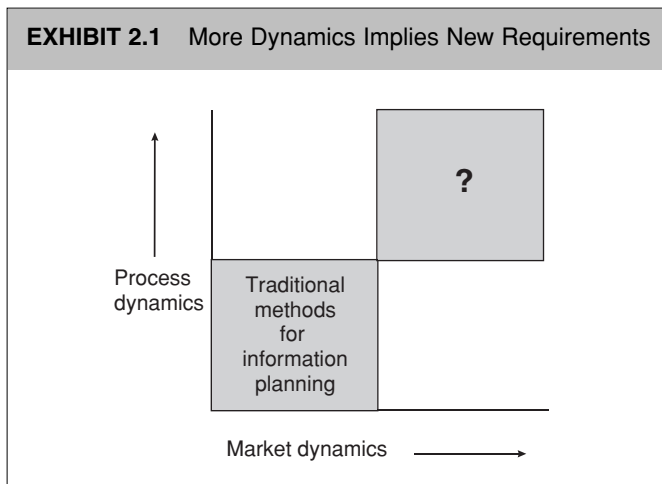 EXHIBIT 2.1 More Dynamics Implies New Requirements
?
Process
dynamics
Traditional
methods
for
information
planning
Market dynamics